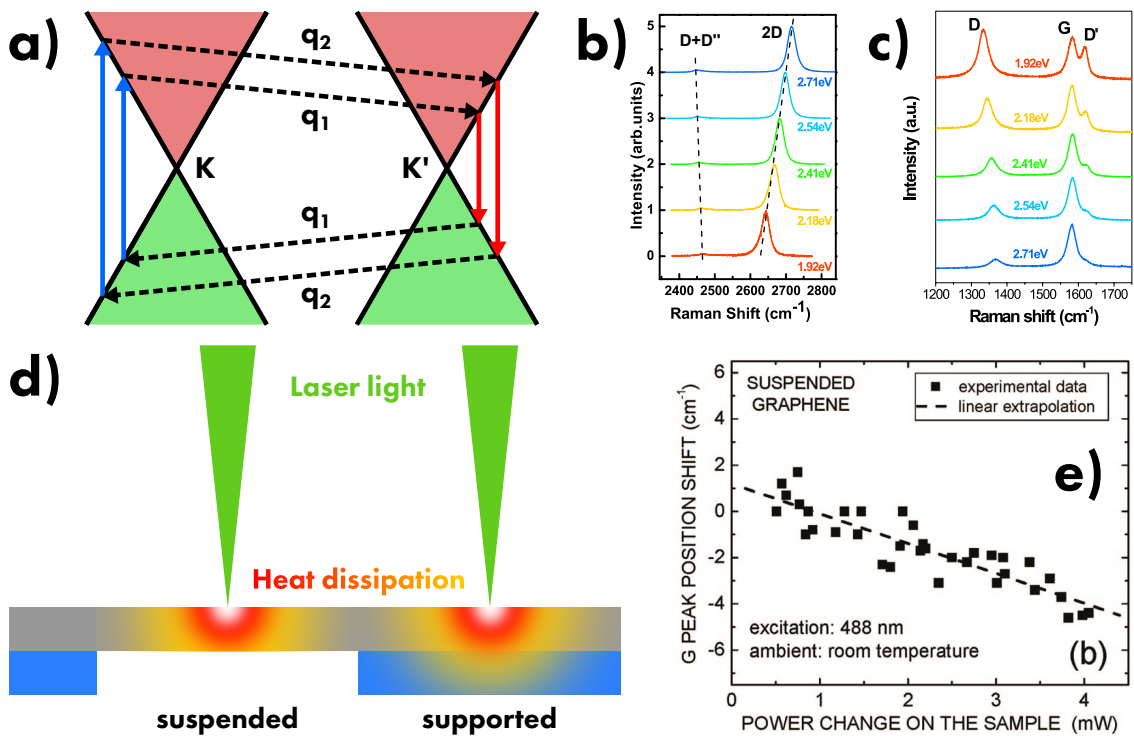 a)
q2
q1
K
K'
q1
q2
b)
D+D"
2D
Intensity (arb.units)
5
4
3
2
1
0
2.71eV
2.54eV
2.41eV
2.18eV
1.92eV
2400 2500 2600 2700 2800
Raman Shift (cm-1)
c)
D
G
D'
Intensity (a.u.)
1.92eV
2.18eV
2.41eV
2.54eV
2.71eV
1200 1300 1400 1500 1600 1700
Raman shift (cm-1)
d)
Laser light
Heat dissipation
suspended
supported
e)
G PEAK POSITION SHIFT (cm-1)
6
4
2
0
-2
-4
-6
SUSPENDED
GRAPHENE
experimental data
linear extrapolation
excitation: 488 nm
ambient: room temperature
(b)
0 1 2 3 4
POWER CHANGE ON THE SAMPLE (mW)